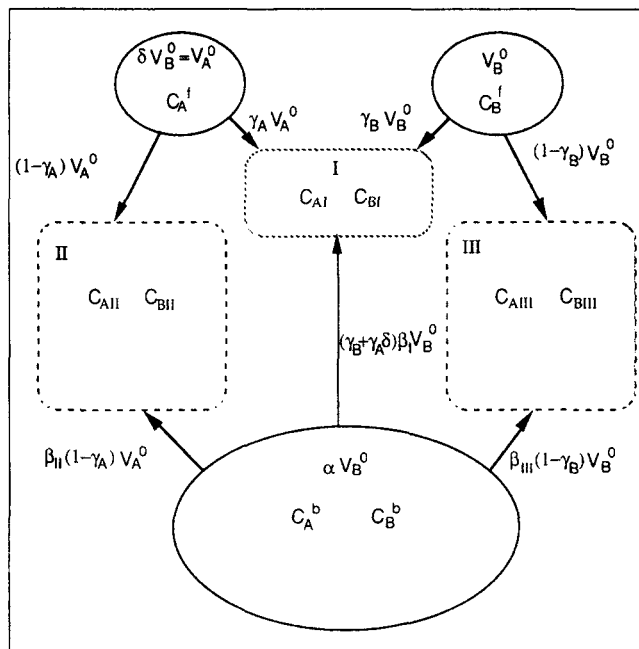 δ V_B^0 = V_A^0
C_A^f
V_B^0
C_B^f
γ_A V_A^0
γ_B V_B^0
(1-γ_A) V_A^0
(1-γ_B) V_B^0
I
C_AI C_BI
II
C_AII C_BII
III
C_AIII C_BIII
(γ_B+γ_Aδ)β_I V_B^0
β_II(1-γ_A) V_A^0
β_III(1-γ_B) V_B^0
α V_B^0
C_A^b C_B^b